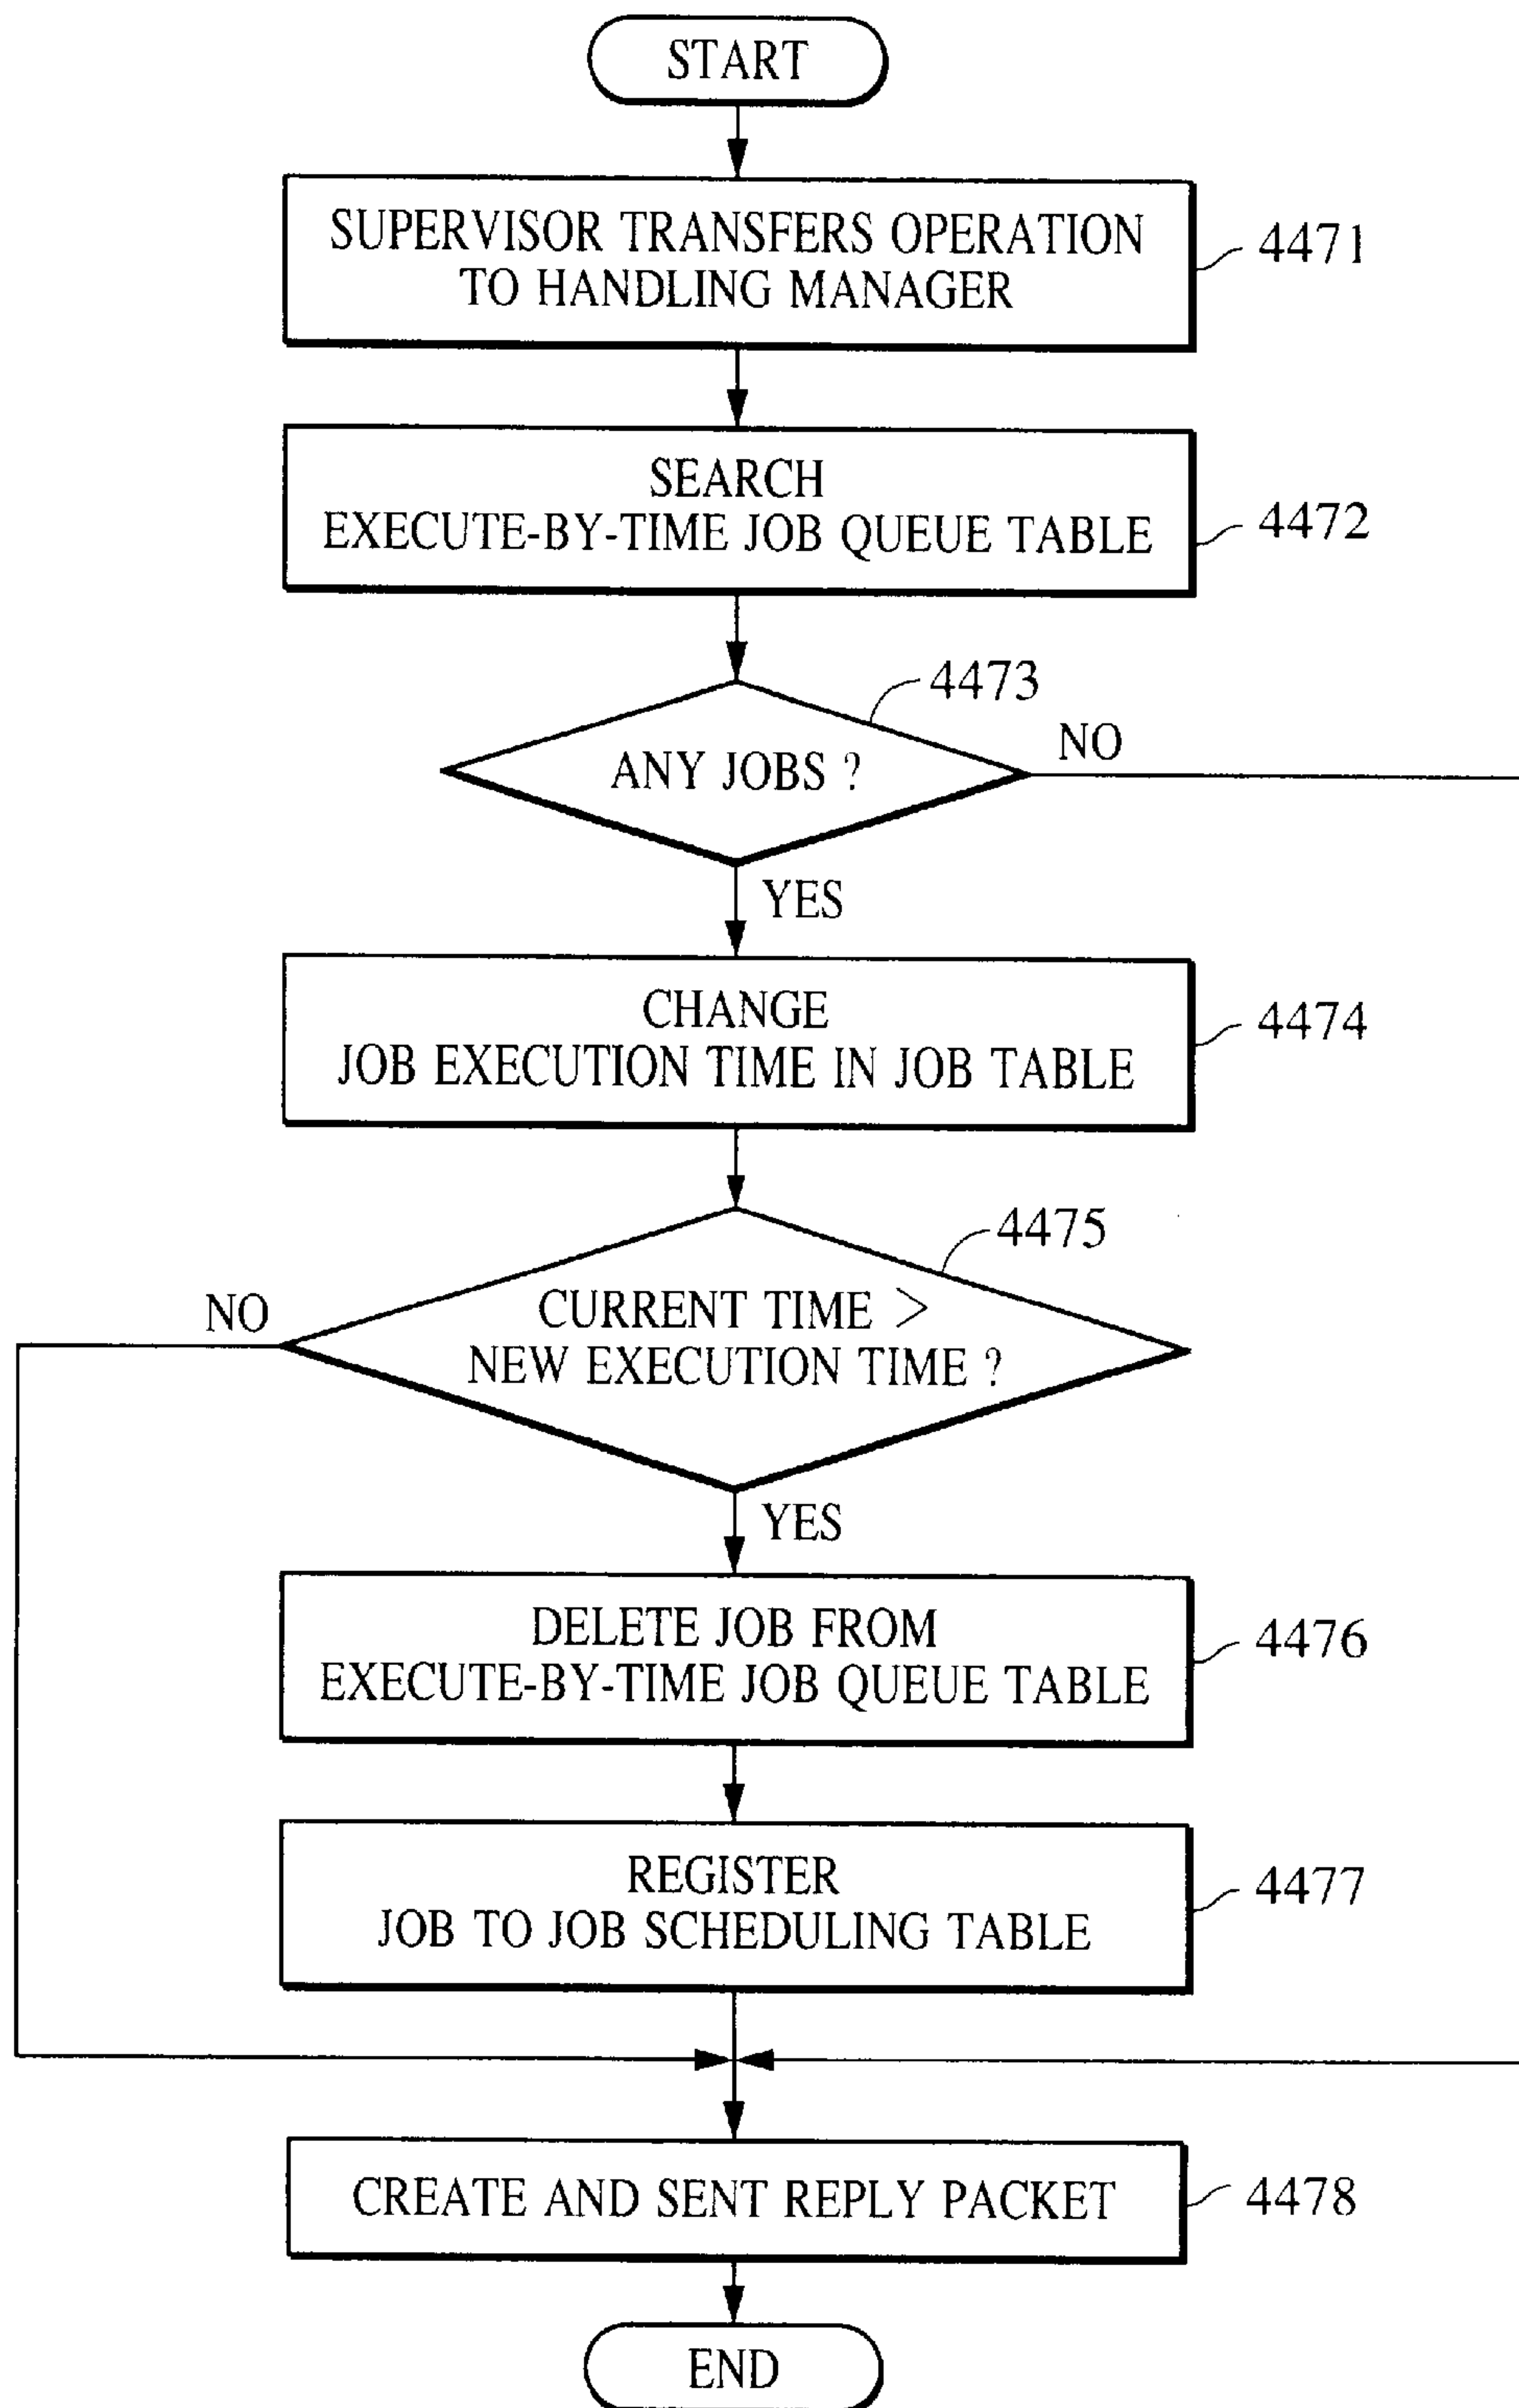 START
SUPERVISOR TRANSFERS OPERATION
TO HANDLING MANAGER
4471
SEARCH
EXECUTE-BY-TIME JOB QUEUE TABLE
4472
4473
ANY JOBS ?
NO
YES
CHANGE
JOB EXECUTION TIME IN JOB TABLE
4474
4475
CURRENT TIME >
NEW EXECUTION TIME ?
NO
YES
DELETE JOB FROM
EXECUTE-BY-TIME JOB QUEUE TABLE
4476
REGISTER
JOB TO JOB SCHEDULING TABLE
4477
CREATE AND SENT REPLY PACKET
4478
END